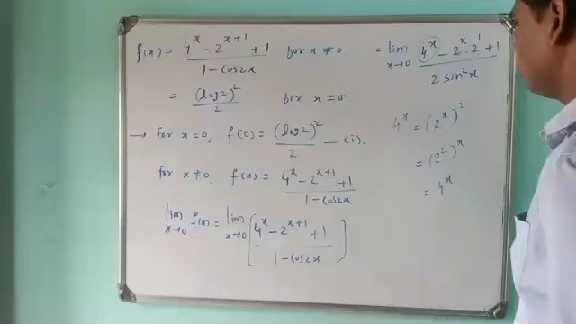 f(x) = 4^x - 2^(x+1) + 1 / 1 - cos2x for x ≠ 0
= (log2)^2 / 2 for x = 0
→ for x = 0, f(0) = (log2)^2 / 2 — (i).
for x ≠ 0, f(x) = 4^x - 2^(x+1) + 1 / 1 - cos2x
lim x→0 f(x) = lim x→0 [ 4^x - 2^(x+1) + 1 / 1 - cos2x ]
= lim x→0 4^x - 2^x · 2^1 + 1 / 2 sin^2 x
4^x = (2^x)^2
= (2^2)^x
= 4^x